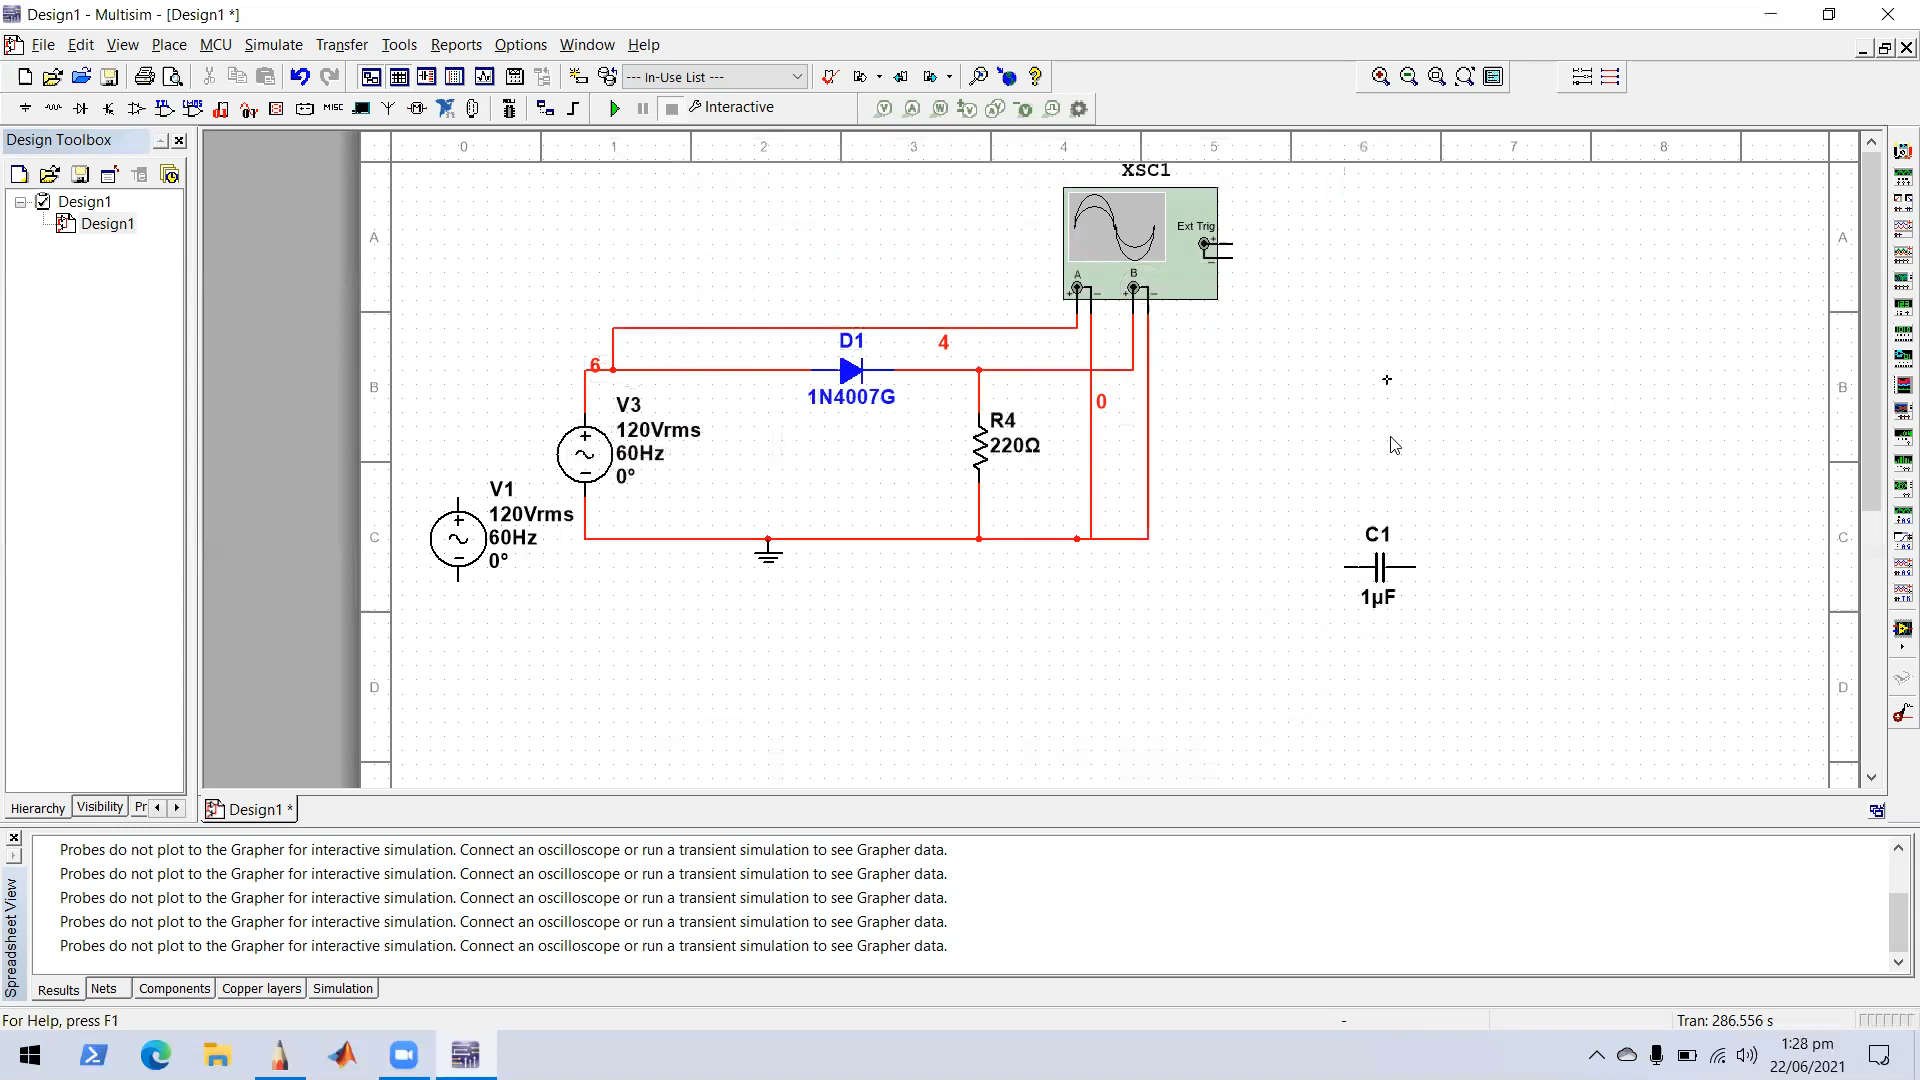 Design1 - Multisim - [Design1 *]
File Edit View Place MCU Simulate Transfer Tools Reports Options Window Help
--- In-Use List ---
MISC
Interactive
Design Toolbox
Design1
Design1
0 1 2 3 4 5 6 7 8
A A
B B
C C
D D
XSC1
Ext Trig
A B
D1
4
6
1N4007G
0
V3
120Vrms
60Hz
0°
R4
220Ω
V1
120Vrms
60Hz
0°
C1
1µF
Hierarchy Visibility Pr
Design1 *
Probes do not plot to the Grapher for interactive simulation. Connect an oscilloscope or run a transient simulation to see Grapher data.
Probes do not plot to the Grapher for interactive simulation. Connect an oscilloscope or run a transient simulation to see Grapher data.
Probes do not plot to the Grapher for interactive simulation. Connect an oscilloscope or run a transient simulation to see Grapher data.
Probes do not plot to the Grapher for interactive simulation. Connect an oscilloscope or run a transient simulation to see Grapher data.
Probes do not plot to the Grapher for interactive simulation. Connect an oscilloscope or run a transient simulation to see Grapher data.
Spreadsheet View
Results Nets Components Copper layers Simulation
For Help, press F1
-
Tran: 286.556 s
1:28 pm
22/06/2021